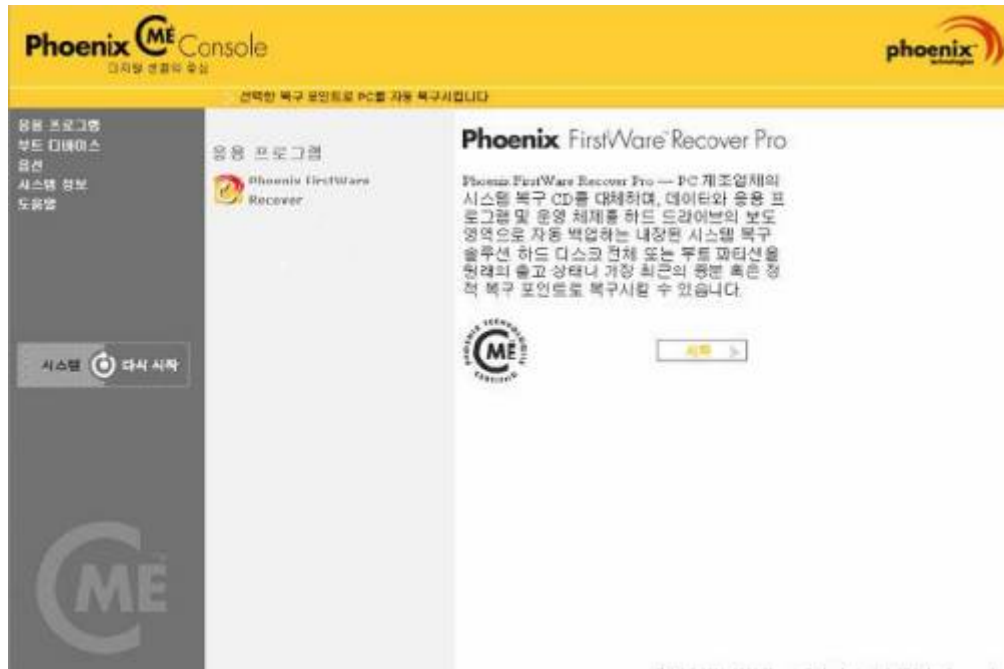 Phoenix CME Console
디지털 센클의 중심
phoenix
technologies
선택한 복구 포인트로 PC를 자동 복구시킵니다
응용 프로그램
부트 디바이스
옵션
시스템 정보
도움말
응용 프로그램
Phoenix FirstWare
Recover
Phoenix FirstWare Recover Pro
Phoenix FirstWare Recover Pro — PC 제조업체의
시스템 복구 CD를 대체하며, 데이터와 응용 프
로그램 및 운영 체제를 하드 드라이브의 보호
영역으로 자동 백업하는 내장된 시스템 복구
솔루션 하드 디스크 전체 또는 부트 파티션을
원래의 출고 상태나 가장 최근의 증분 혹은 정
적 복구 포인트로 복구시킬 수 있습니다.
시스템 다시 시작
PHOENIX TECHNOLOGIES
CME
CERTIFIED
시작
CME